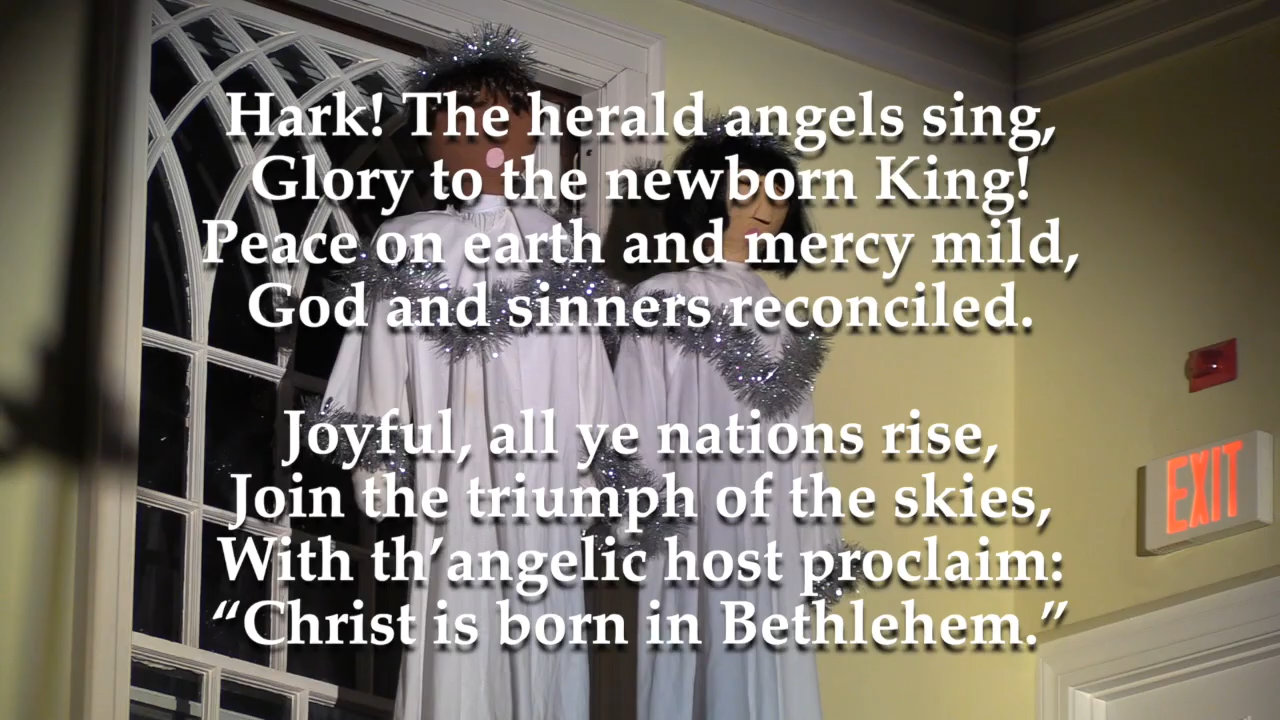 Hark! The herald angels sing,
Glory to the newborn King!
Peace on earth and mercy mild,
God and sinners reconciled.
Joyful, all ye nations rise,
Join the triumph of the skies,
With th’angelic host proclaim:
“Christ is born in Bethlehem.”
EXIT